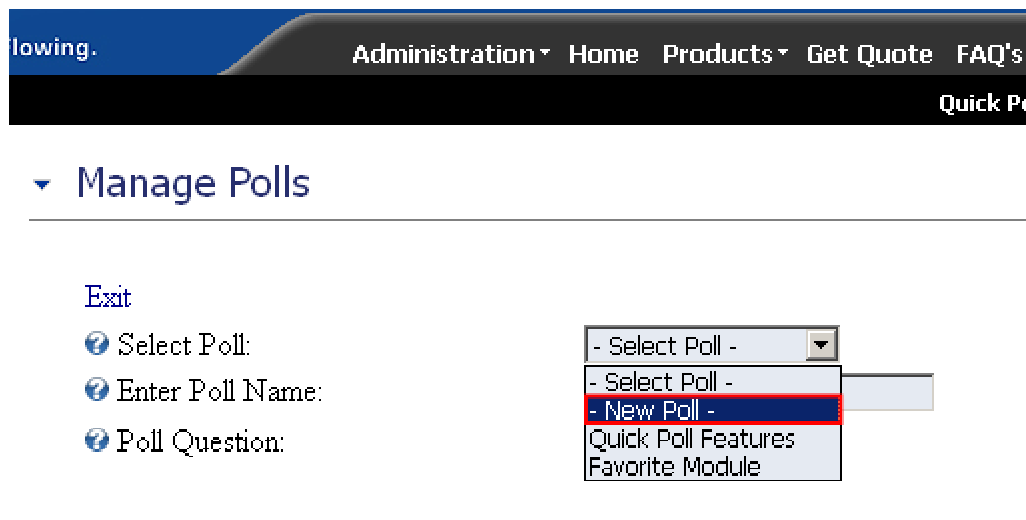 Flowing.
Administration Home Products Get Quote FAQ's
Quick
Manage Polls
Exit
Select Poll:
- Select Poll -
Enter Poll Name:
- Select Poll -
- New Poll -
Poll Question:
Quick Poll Features
Favorite Module